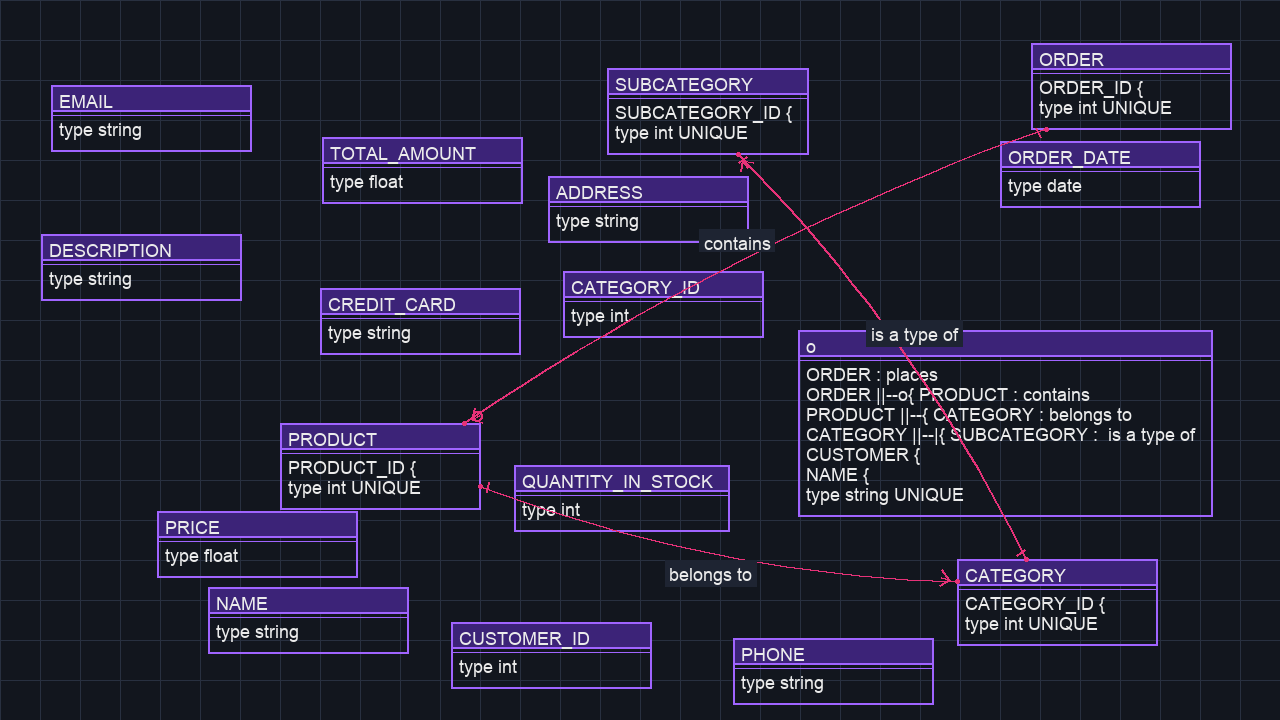 ORDER
ORDER_ID {
type int UNIQUE
SUBCATEGORY
SUBCATEGORY_ID {
type int UNIQUE
EMAIL
type string
TOTAL_AMOUNT
type float
ORDER_DATE
type date
ADDRESS
type string
contains
DESCRIPTION
type string
CATEGORY_ID
type int
CREDIT_CARD
type string
is a type of
o
ORDER : places
ORDER ||--o{ PRODUCT : contains
PRODUCT ||--{ CATEGORY : belongs to
CATEGORY ||--|{ SUBCATEGORY :  is a type of
CUSTOMER {
NAME {
type string UNIQUE
PRODUCT
PRODUCT_ID {
type int UNIQUE
QUANTITY_IN_STOCK
type int
PRICE
type float
belongs to
CATEGORY
CATEGORY_ID {
type int UNIQUE
NAME
type string
CUSTOMER_ID
type int
PHONE
type string